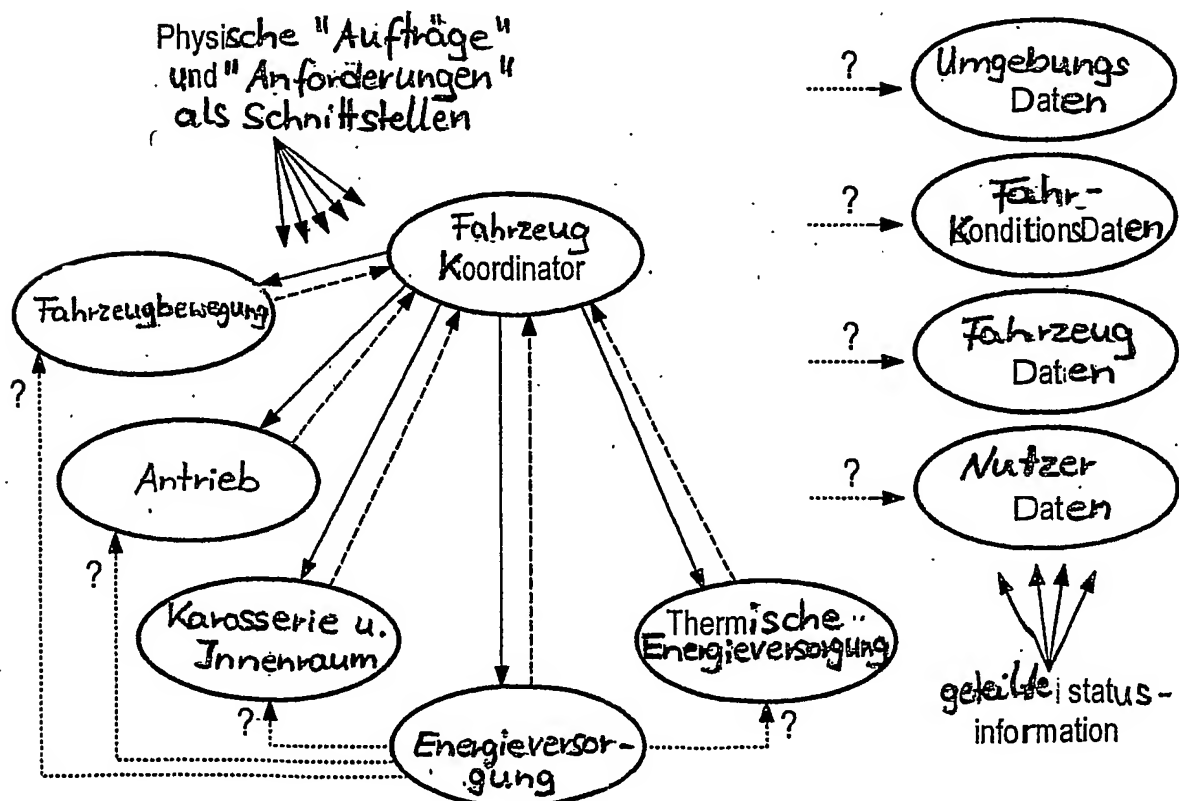 Physische "Aufträge"
und "Anforderungen"
als Schnittstellen
?
Umgebungs
Daten
?
Fahr-
KonditionsDaten
Fahrzeug
Koordinator
Fahrzeugbewegung
?
Fahrzeug
Daten
?
Antrieb
?
Nutzer
Daten
?
Karosserie u.
Innenraum
Thermische
Energieversorgung
geteilte status-
information
?
?
Energieversor-
gung